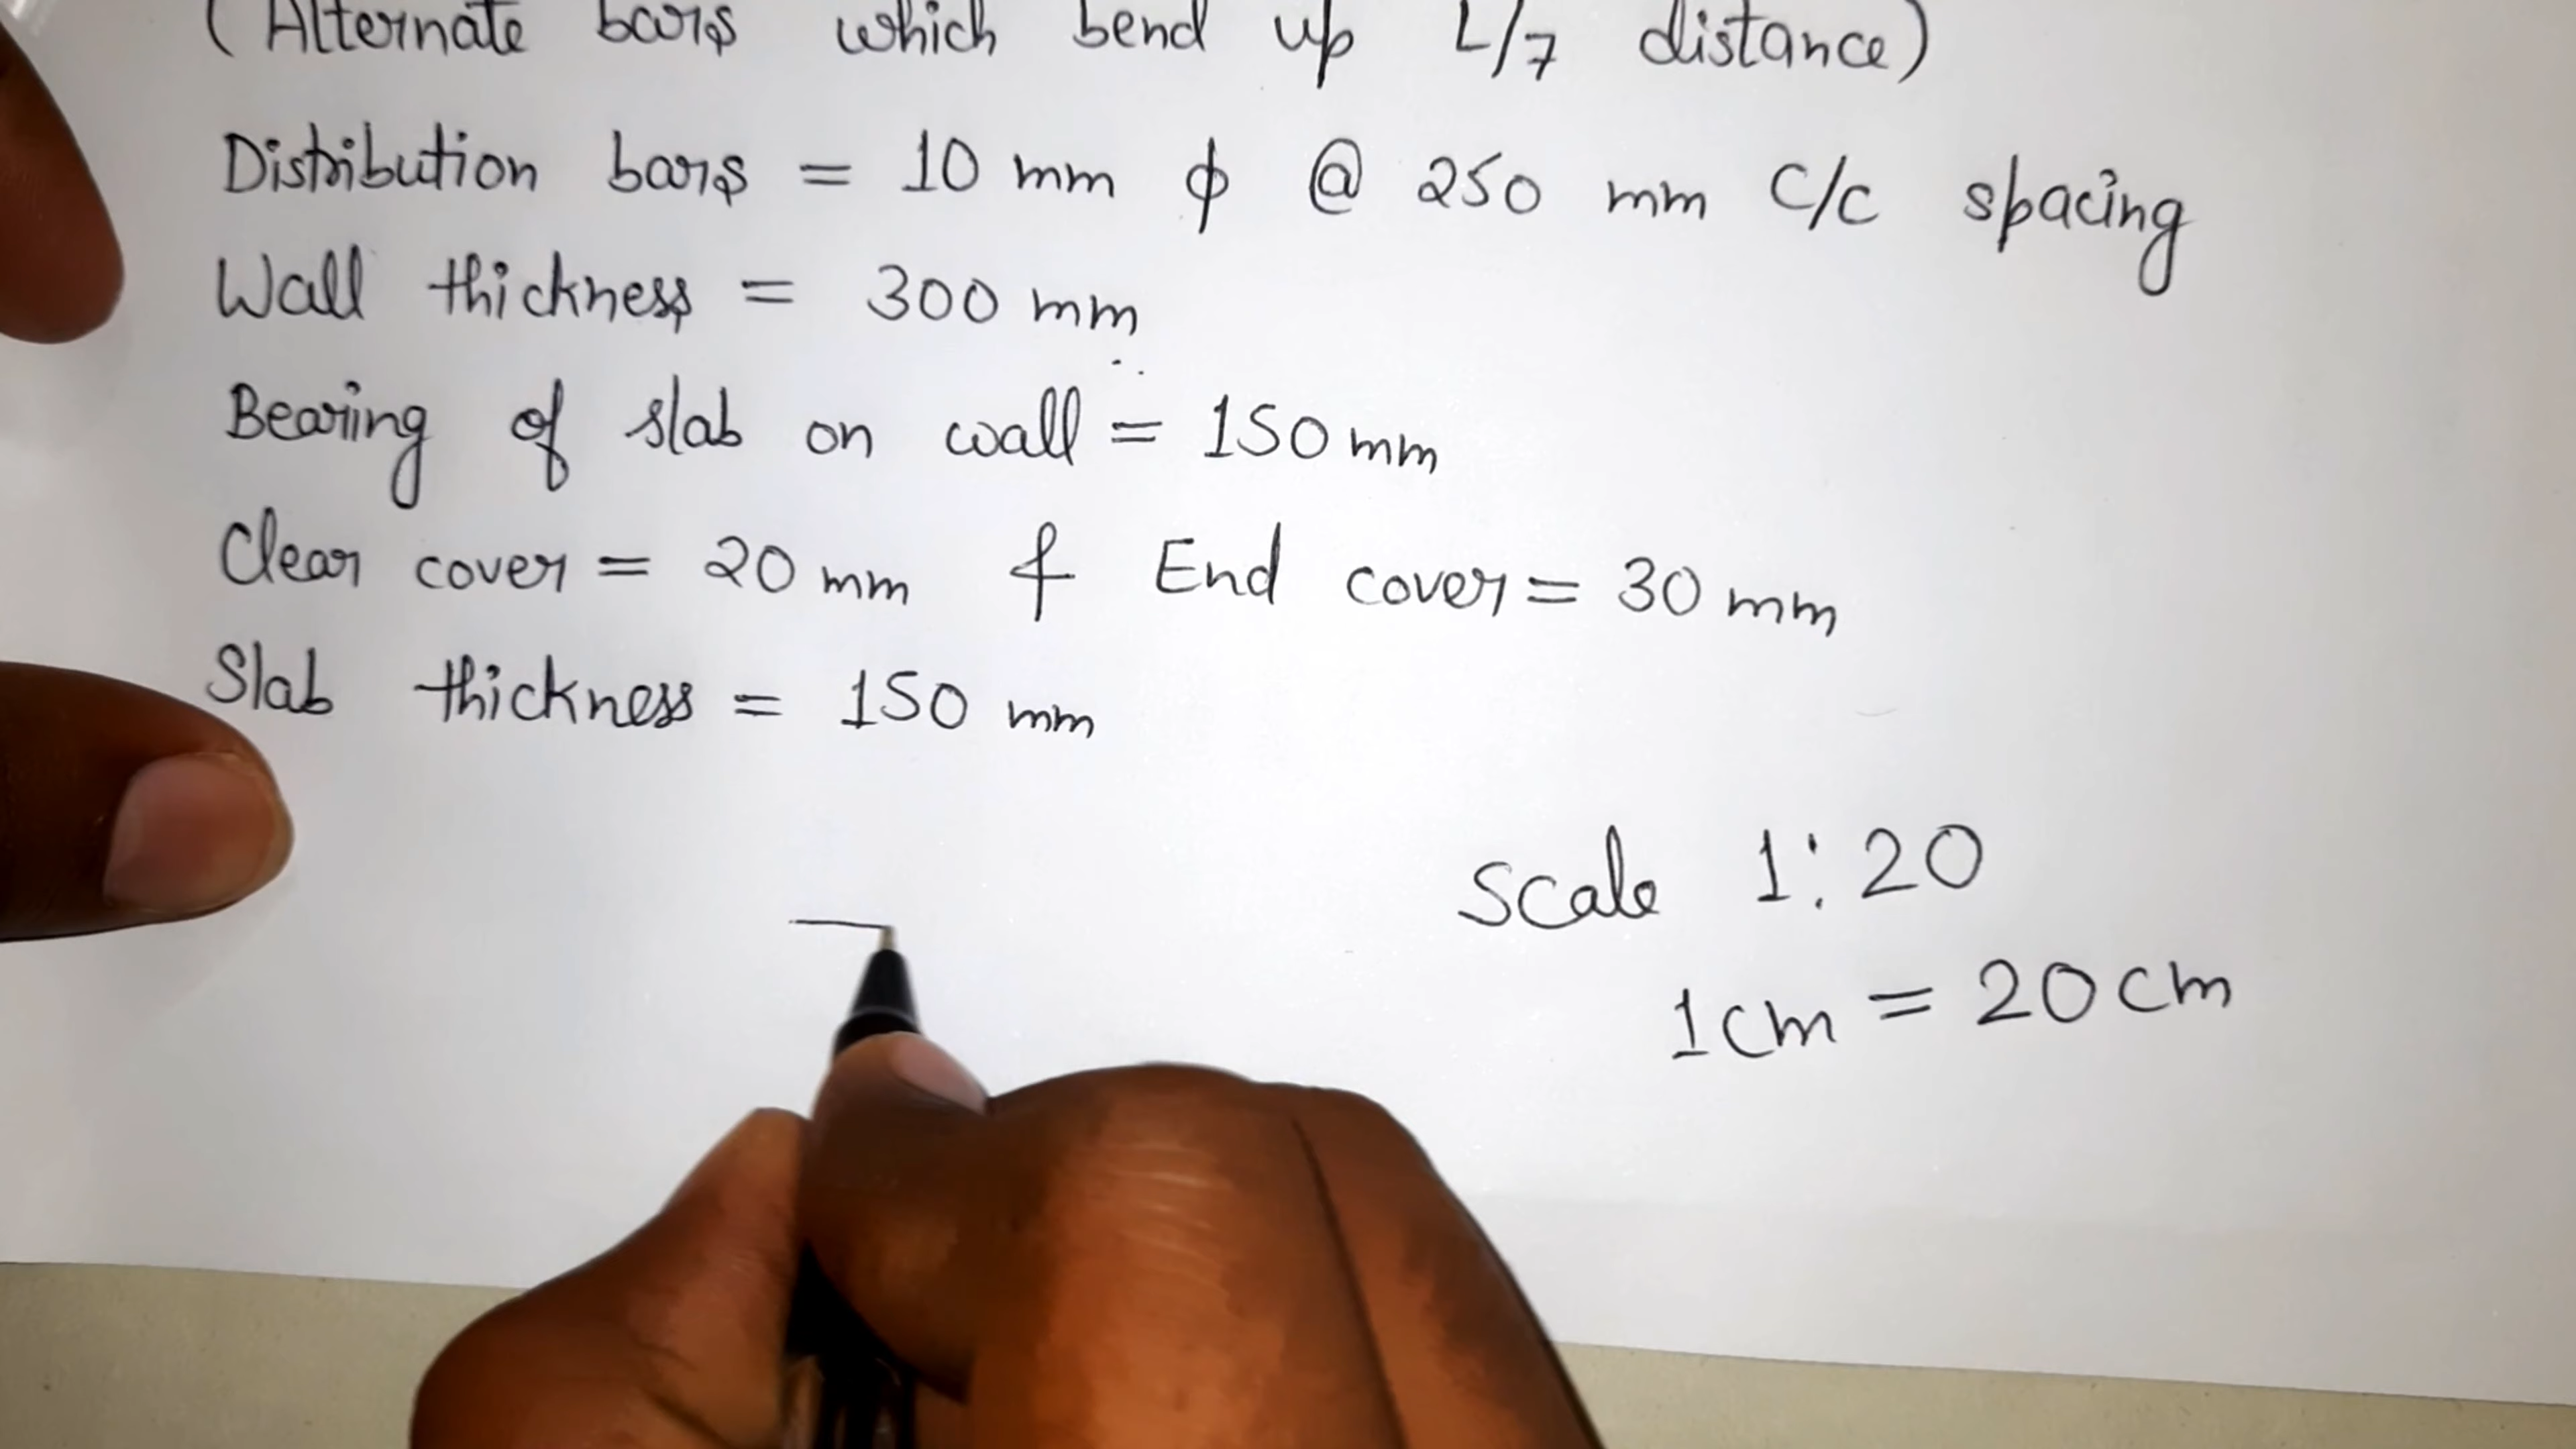 (Alternate bars which bend up L/7 distance)
Distribution bars = 10 mm ϕ @ 250 mm C/C spacing
Wall thickness = 300 mm
Bearing of slab on wall = 150 mm
Clear cover = 20 mm & End cover = 30 mm
Slab thickness = 150 mm
Scale 1:20
1cm = 20cm